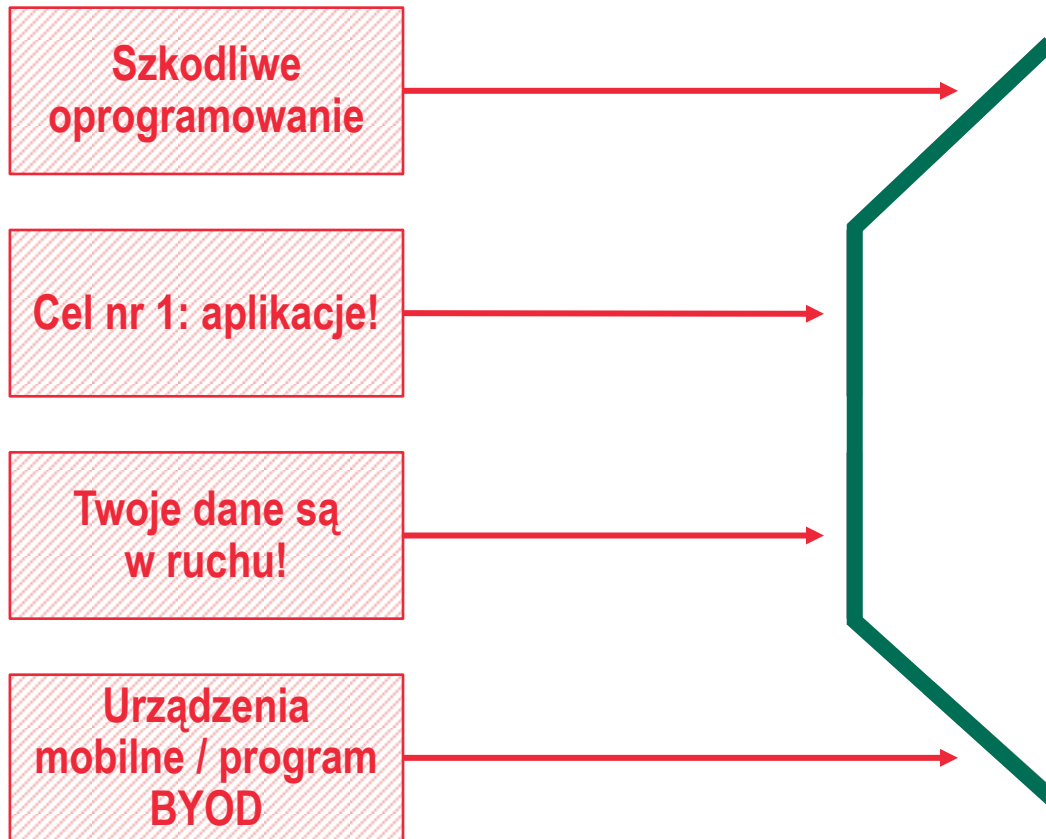 Szkodliwe
oprogramowanie
Cel nr 1: aplikacje!
Twoje dane są
w ruchu!
Urządzenia
mobilne / program
BYOD